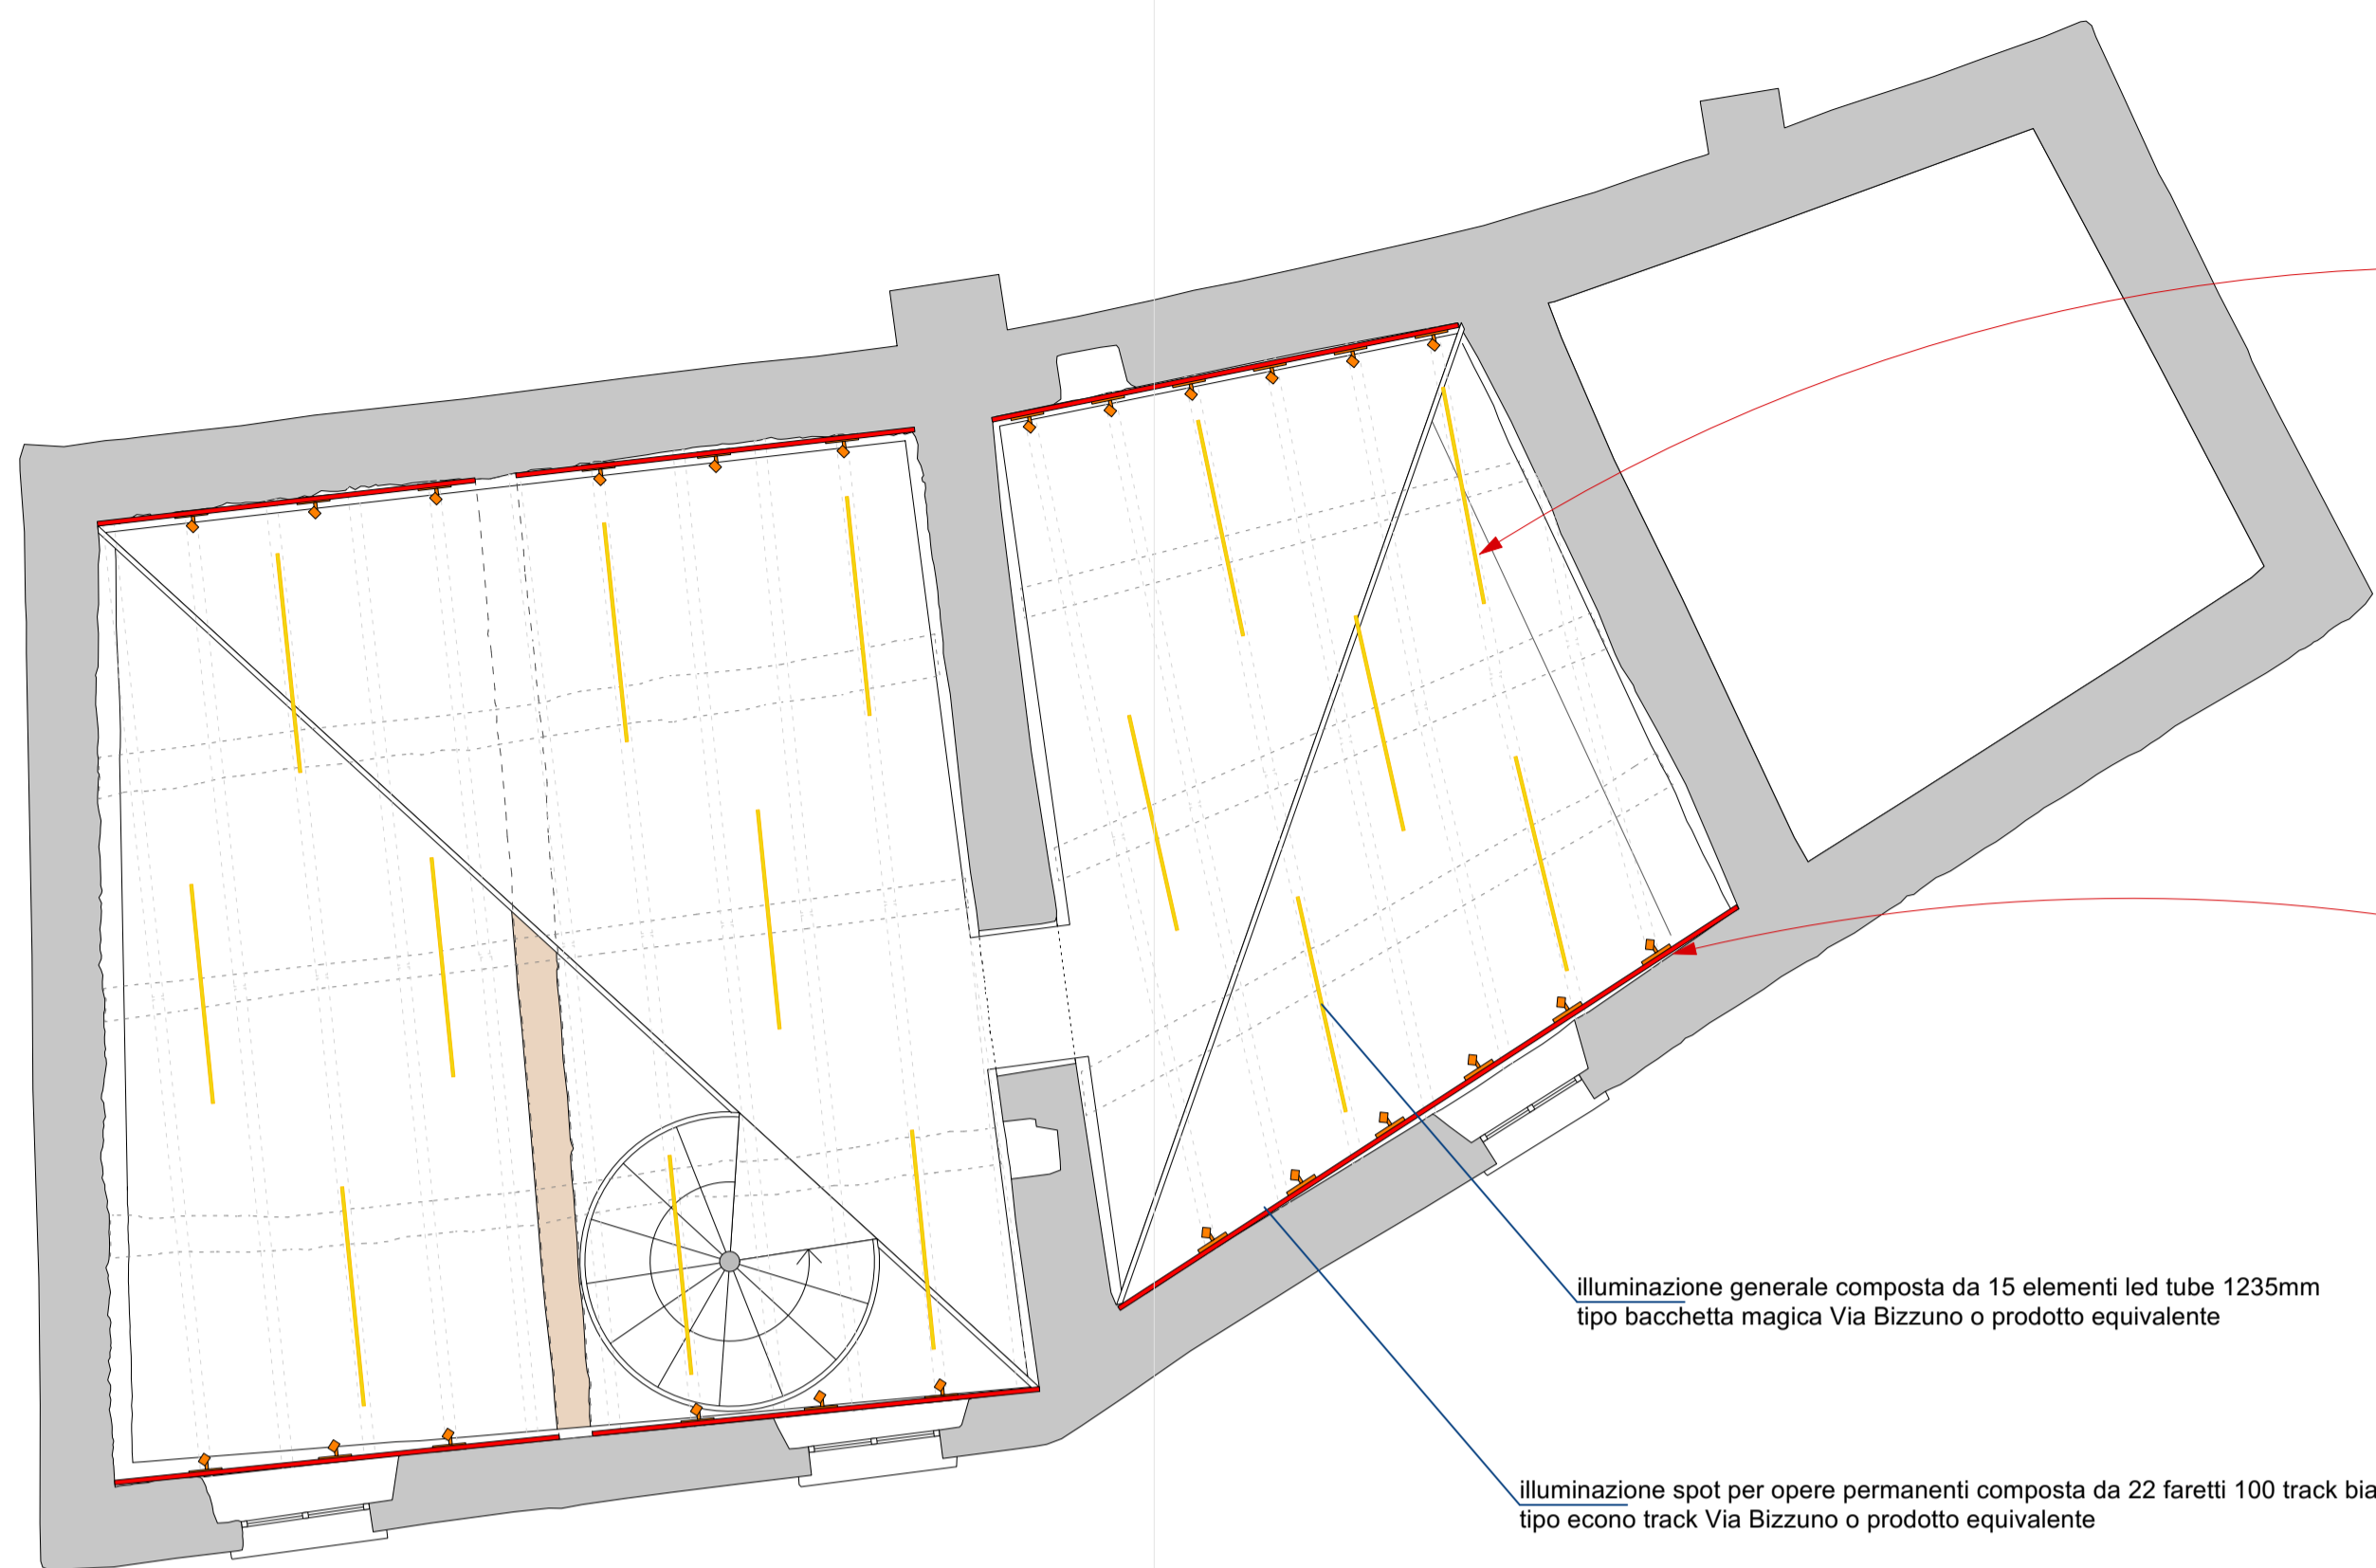 illuminazione generale composta da 15 elementi led tube 1235mm
tipo bacchetta magica Via Bizzuno o prodotto equivalente
illuminazione spot per opere permanenti composta da 22 faretti 100 track bia
tipo econo track Via Bizzuno o prodotto equivalente